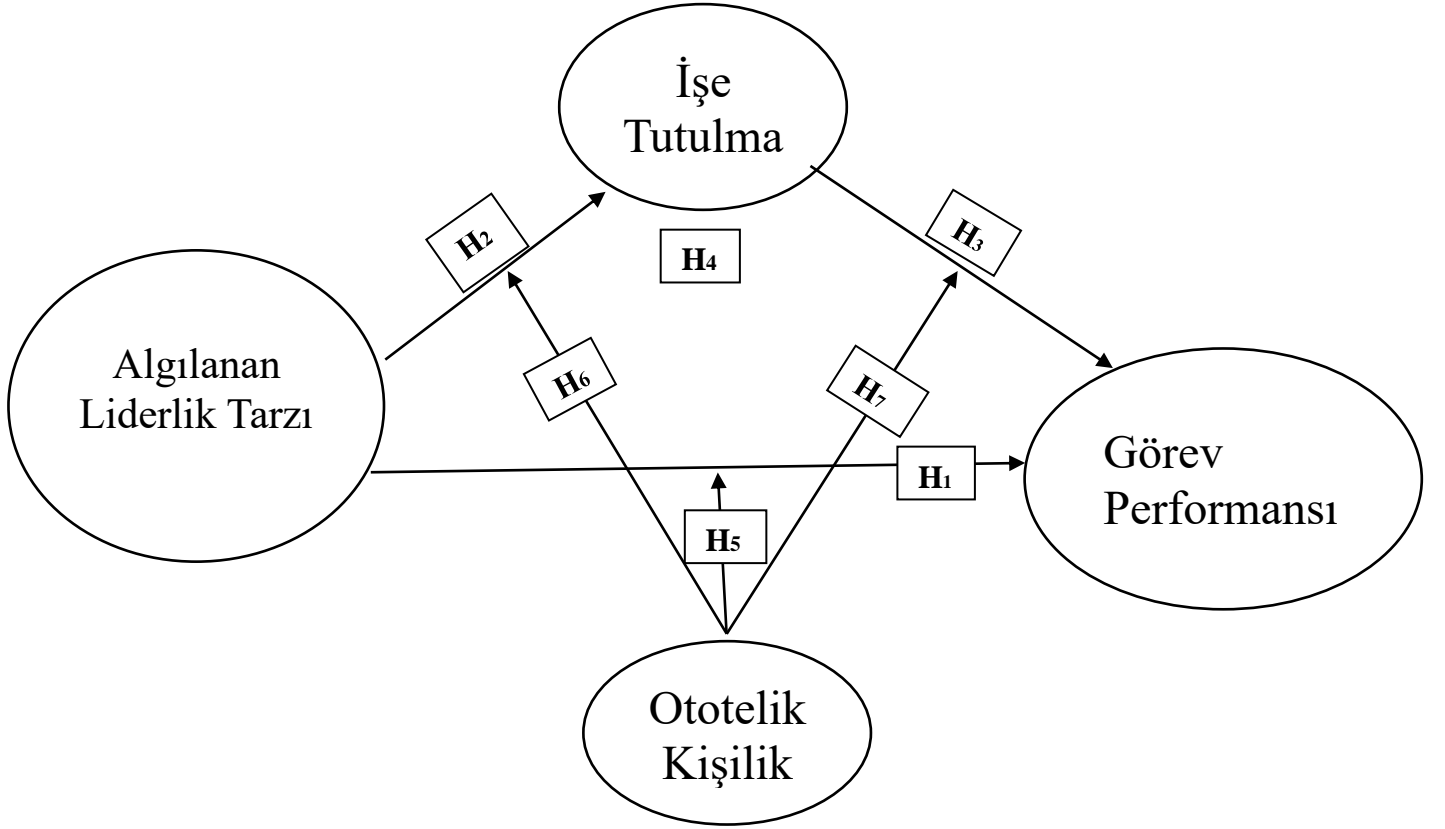 İşe
Tutulma
H2
H3
H4
Algılanan
Liderlik Tarzı
H6
H7
Görev
Performansı
H1
H5
Ototelik
Kişilik